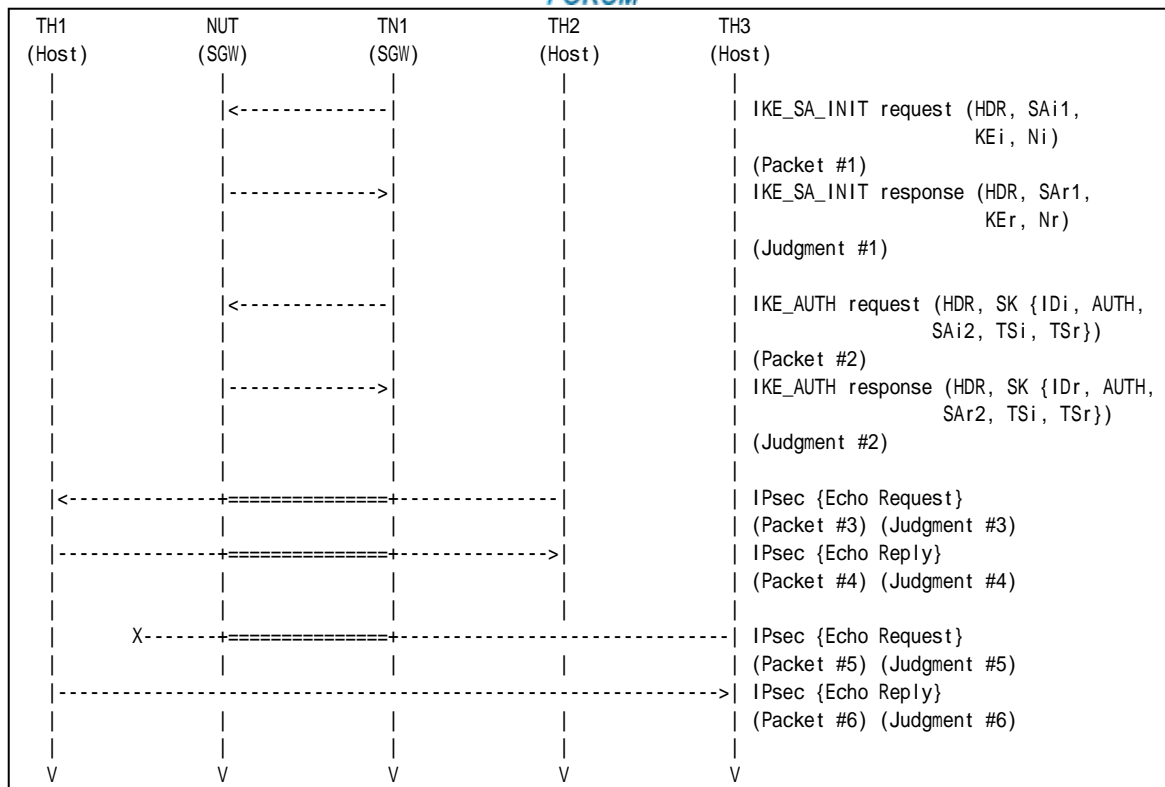 FORUM
TH1 NUT TN1 TH2 TH3
(Host) (SGW) (SGW) (Host) (Host)
| | | | |
|<--------------| | | IKE_SA_INIT request (HDR, SAi1,
| | | | | KEi, Ni)
| | | | | (Packet #1)
| |-------------->| | | IKE_SA_INIT response (HDR, SAr1,
| | | | | KEr, Nr)
| | | | | (Judgment #1)
| | | | |
| |<--------------| | | IKE_AUTH request (HDR, SK {IDi, AUTH,
| | | | | SAi2, TSi, TSr})
| | | | | (Packet #2)
| |-------------->| | | IKE_AUTH response (HDR, SK {IDr, AUTH,
| | | | | SAr2, TSi, TSr})
| | | | | (Judgment #2)
| | | | |
|<--------------+===============+--------------| | IPsec {Echo Request}
| | | | | (Packet #3) (Judgment #3)
|---------------+===============+------------->| | IPsec {Echo Reply}
| | | | | (Packet #4) (Judgment #4)
| | | | |
| X-------+===============+------------------------------| IPsec {Echo Request}
| | | | | (Packet #5) (Judgment #5)
|------------------------------------------------------------->| IPsec {Echo Reply}
| | | | | (Packet #6) (Judgment #6)
| | | | |
V V V V V